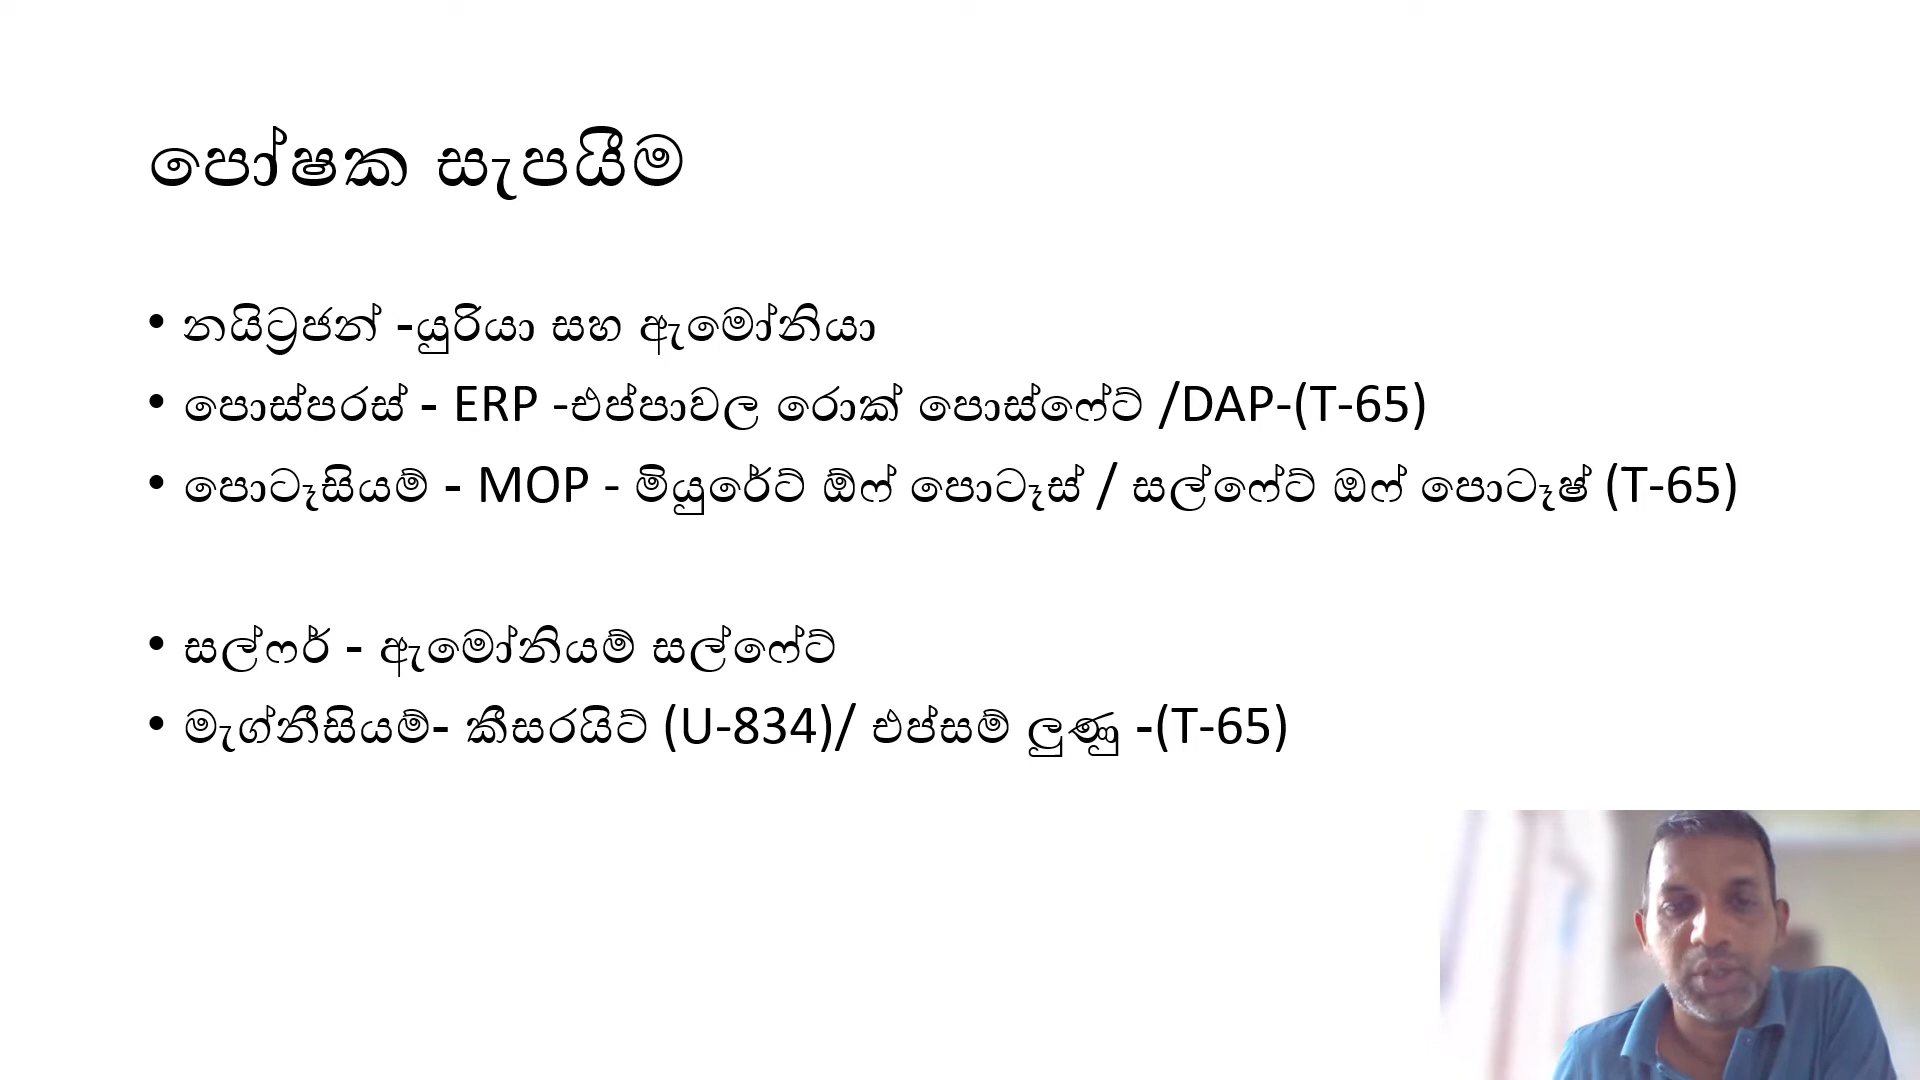 පෝෂක සැපයීම
• නයිට්‍රජන් -යුරියා සහ ඇමෝනියා
• පොස්පරස් - ERP -එප්පාවල රොක් පොස්ෆේට් /DAP-(T-65)
• පොටෑසියම් - MOP - මියුරේට් ඕෆ් පොටෑස් / සල්ෆේට් ඔෆ් පොටෑෂ් (T-65)
• සල්ෆර් - ඇමෝනියම් සල්ෆේට්
• මැග්නීසියම්- කීසරයිට් (U-834)/ එප්සම් ලුණු -(T-65)